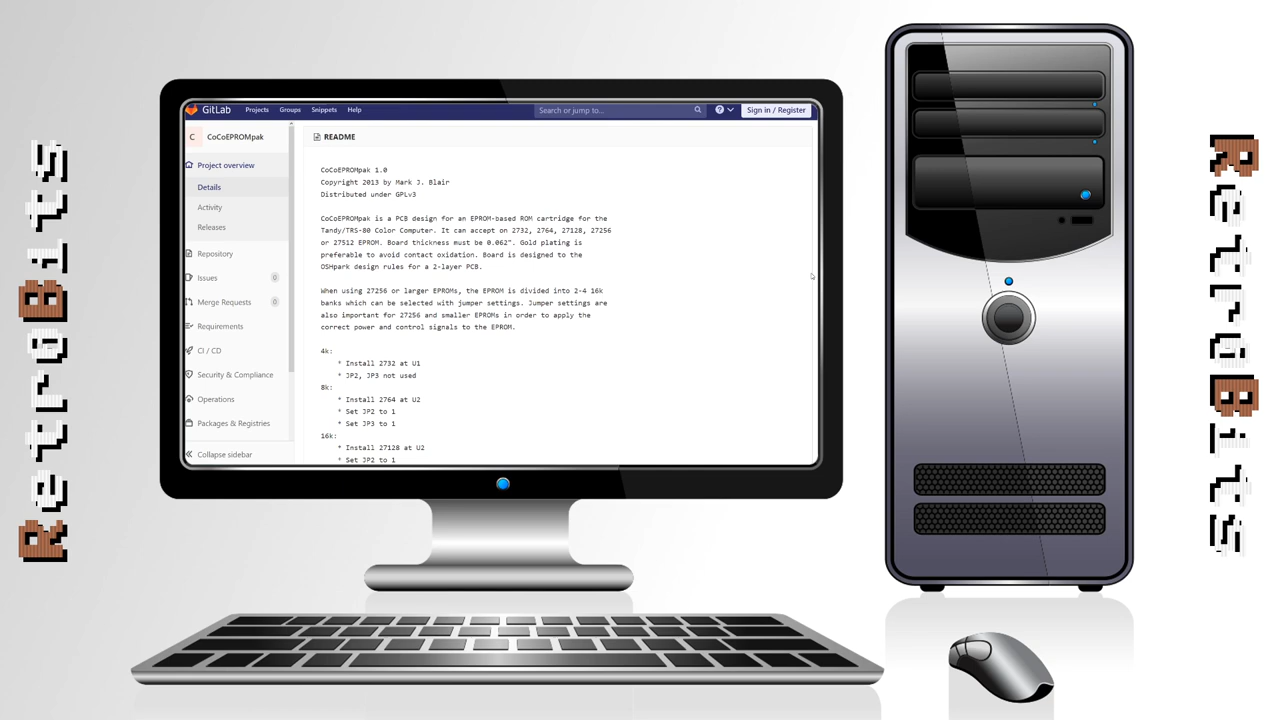 RetroBits
GitLab
Projects
Groups
Snippets
Help
Search or jump to...
Sign in / Register
C
CoCoEPROMpak
Project overview
Details
Activity
Releases
Repository
Issues
0
Merge Requests
0
Requirements
CI / CD
Security & Compliance
Operations
Packages & Registries
Collapse sidebar
README
CoCoEPROMpak 1.0
Copyright 2013 by Mark J. Blair
Distributed under GPLv3
CoCoEPROMpak is a PCB design for an EPROM-based ROM cartridge for the
Tandy/TRS-80 Color Computer. It can accept on 2732, 2764, 27128, 27256
or 27512 EPROM. Board thickness must be 0.062". Gold plating is
preferable to avoid contact oxidation. Board is designed to the
OSHpark design rules for a 2-layer PCB.
When using 27256 or larger EPROMs, the EPROM is divided into 2-4 16k
banks which can be selected with jumper settings. Jumper settings are
also important for 27256 and smaller EPROMs in order to apply the
correct power and control signals to the EPROM.
4k:
* Install 2732 at U1
* JP2, JP3 not used
8k:
* Install 2764 at U2
* Set JP2 to 1
* Set JP3 to 1
16k:
* Install 27128 at U2
* Set JP2 to 1
RetroBits